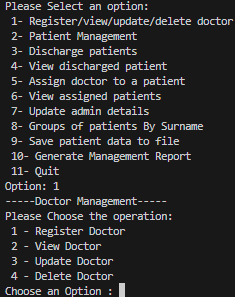 Please Select an option:
1- Register/view/update/delete doctor
2- Patient Management
3- Discharge patients
4- View discharged patient
5- Assign doctor to a patient
6- View assigned patients
7- Update admin details
8- Groups of patients By Surname
9- Save patient data to file
10- Generate Management Report
11- Quit
Option: 1
-----Doctor Management-----
Please Choose the operation:
1 - Register Doctor
2 - View Doctor
3 - Update Doctor
4 - Delete Doctor
Choose an Option :